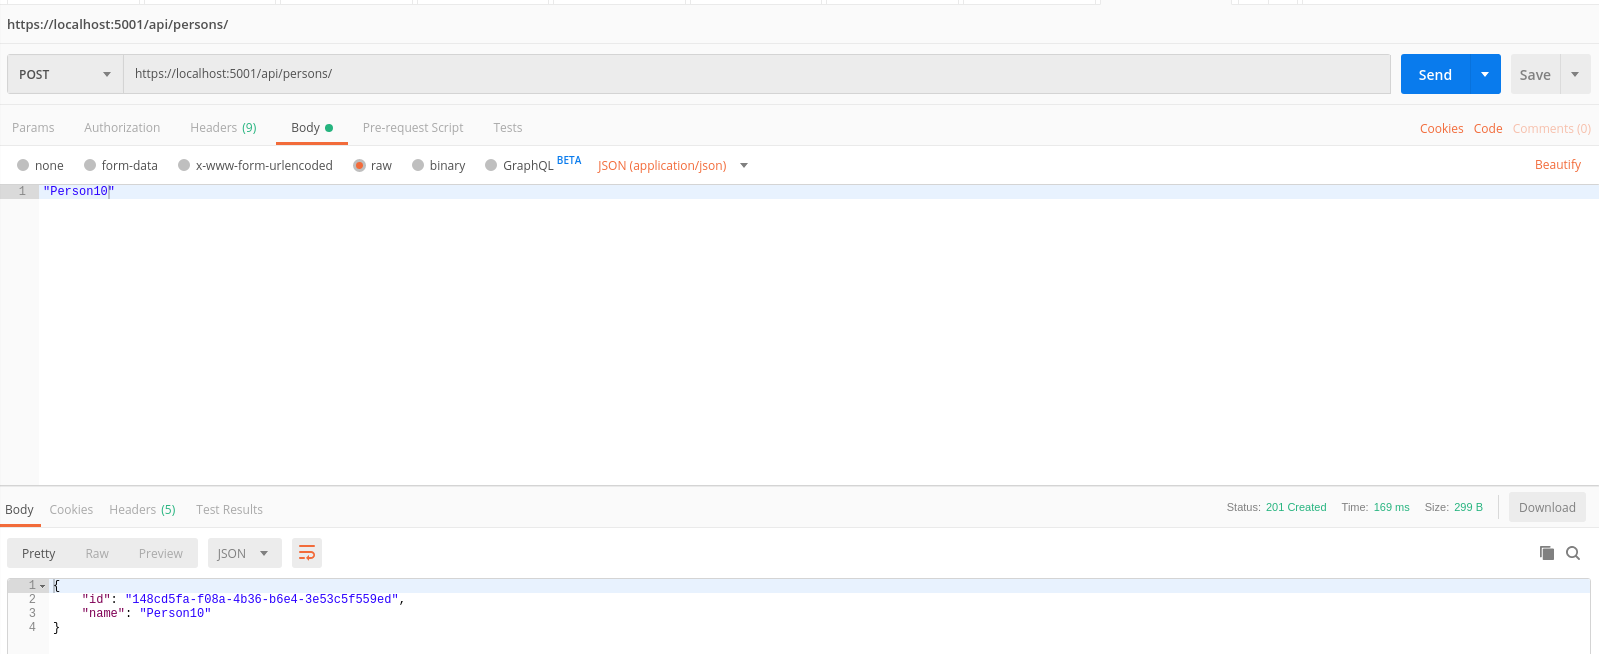 https://localhost:5001/api/persons/
POST https://localhost:5001/api/persons/ Send Save
Params Authorization Headers (9) Body Pre-request Script Tests Cookies Code Comments (0)
none form-data x-www-form-urlencoded raw binary GraphQL BETA JSON (application/json) Beautify
1 "Person10"
Body Cookies Headers (5) Test Results Status: 201 Created Time: 169 ms Size: 299 B Download
Pretty Raw Preview JSON
1 {
2 "id": "148cd5fa-f08a-4b36-b6e4-3e53c5f559ed",
3 "name": "Person10"
4 }